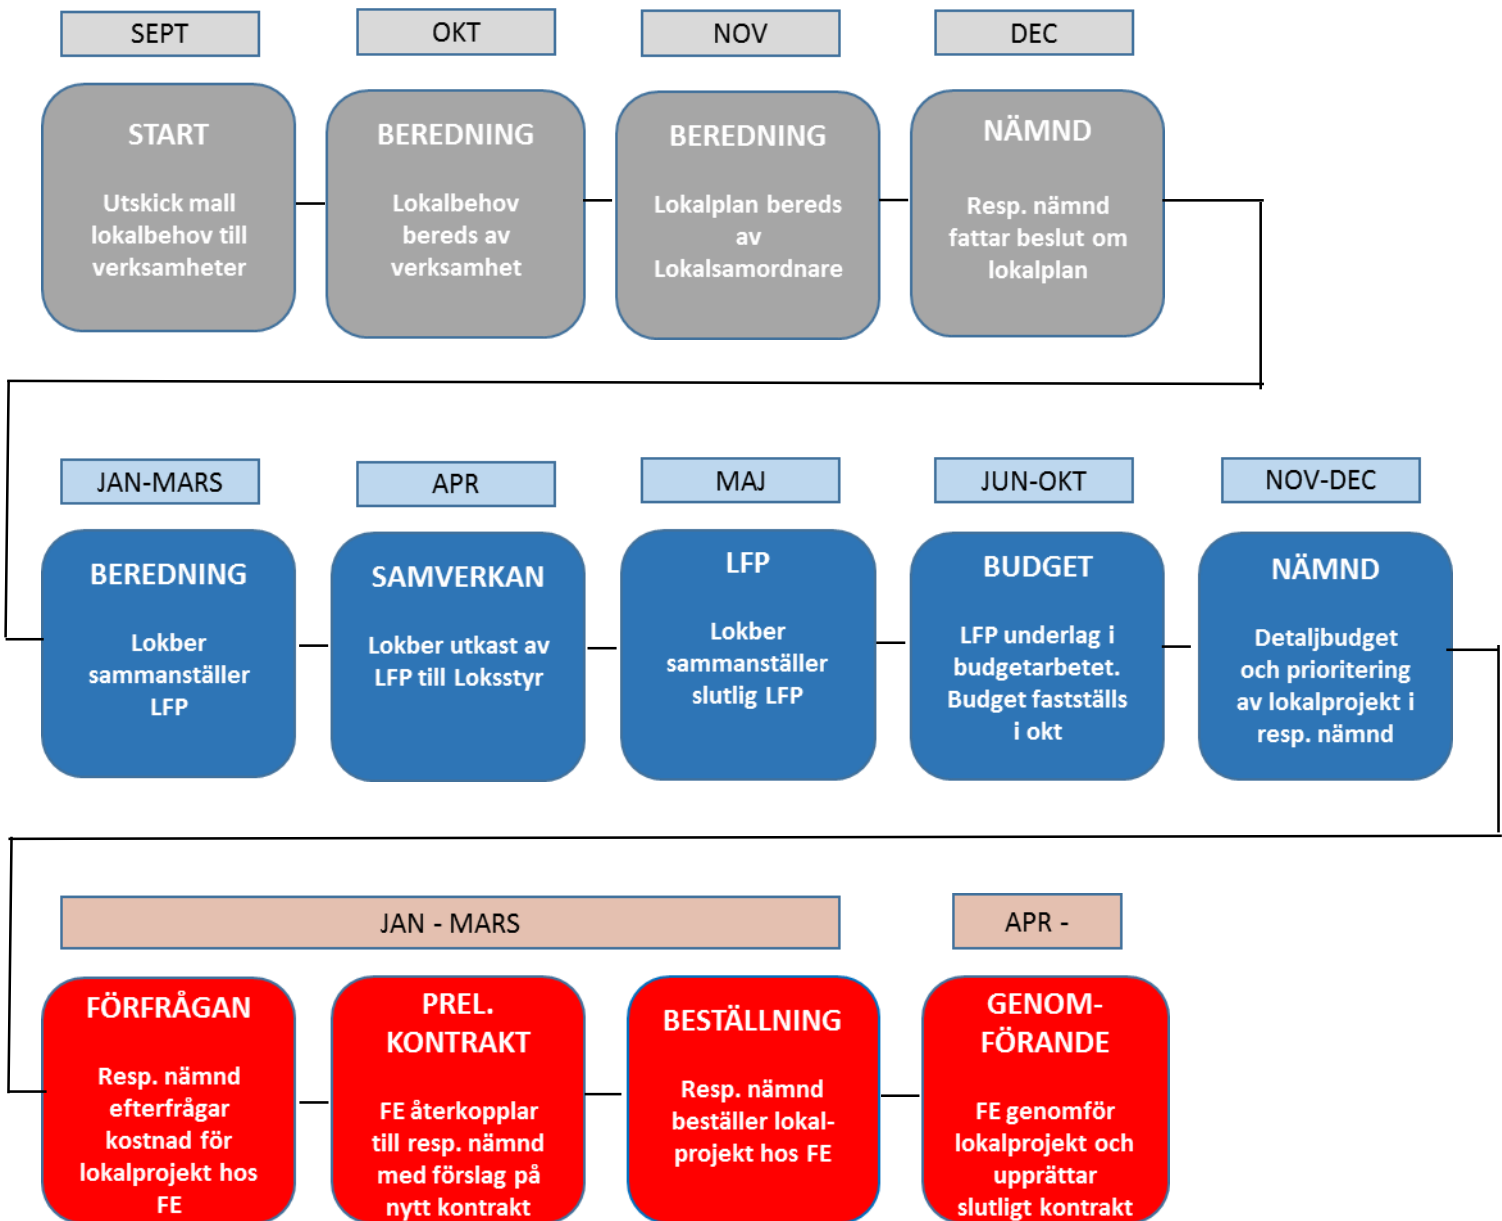 SEPT
OKT
NOV
DEC
START
Utskick mall
lokalbehov till
verksamheter
BEREDNING
Lokalbehov
bereds av
verksamhet
BEREDNING
Lokalplan bereds
av
Lokalsamordnare
NÄMND
Resp. nämnd
fattar beslut om
lokalplan
JAN-MARS
APR
MAJ
JUN-OKT
NOV-DEC
BEREDNING
Lokber
sammanställer
LFP
SAMVERKAN
Lokber utkast av
LFP till Loksstyr
LFP
Lokber
sammanställer
slutlig LFP
BUDGET
LFP underlag i
budgetarbetet.
Budget fastställs
i okt
NÄMND
Detaljbudget
och prioritering
av lokalprojekt i
resp. nämnd
JAN - MARS
APR -
FÖRFRÅGAN
Resp. nämnd
efterfrågar
kostnad för
lokalprojekt hos
FE
PREL.
KONTRAKT
FE återkopplar
till resp. nämnd
med förslag på
nytt kontrakt
BESTÄLLNING
Resp. nämnd
beställer lokal-
projekt hos FE
GENOM-
FÖRANDE
FE genomför
lokalprojekt och
upprättar
slutligt kontrakt